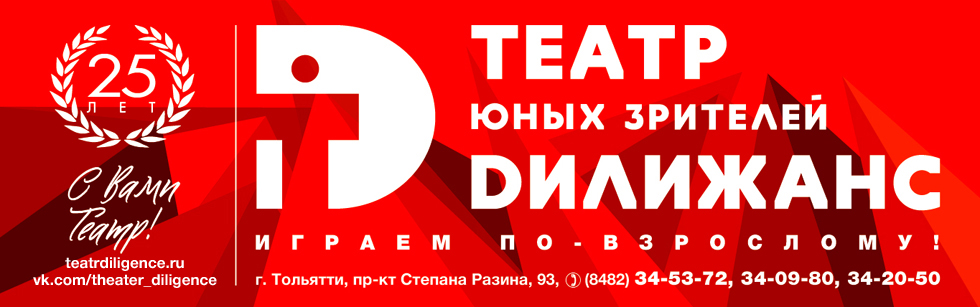 25
ЛЕТ
С Вами
Театр!
teatrdiligence.ru
vk.com/theater_diligence
ТЕАТР
ЮНЫХ ЗРИТЕЛЕЙ
DИЛИЖАНС
ИГРАЕМ ПО-ВЗРОСЛОМУ!
г. Тольятти, пр-кт Степана Разина, 93, (8482) 34-53-72, 34-09-80, 34-20-50